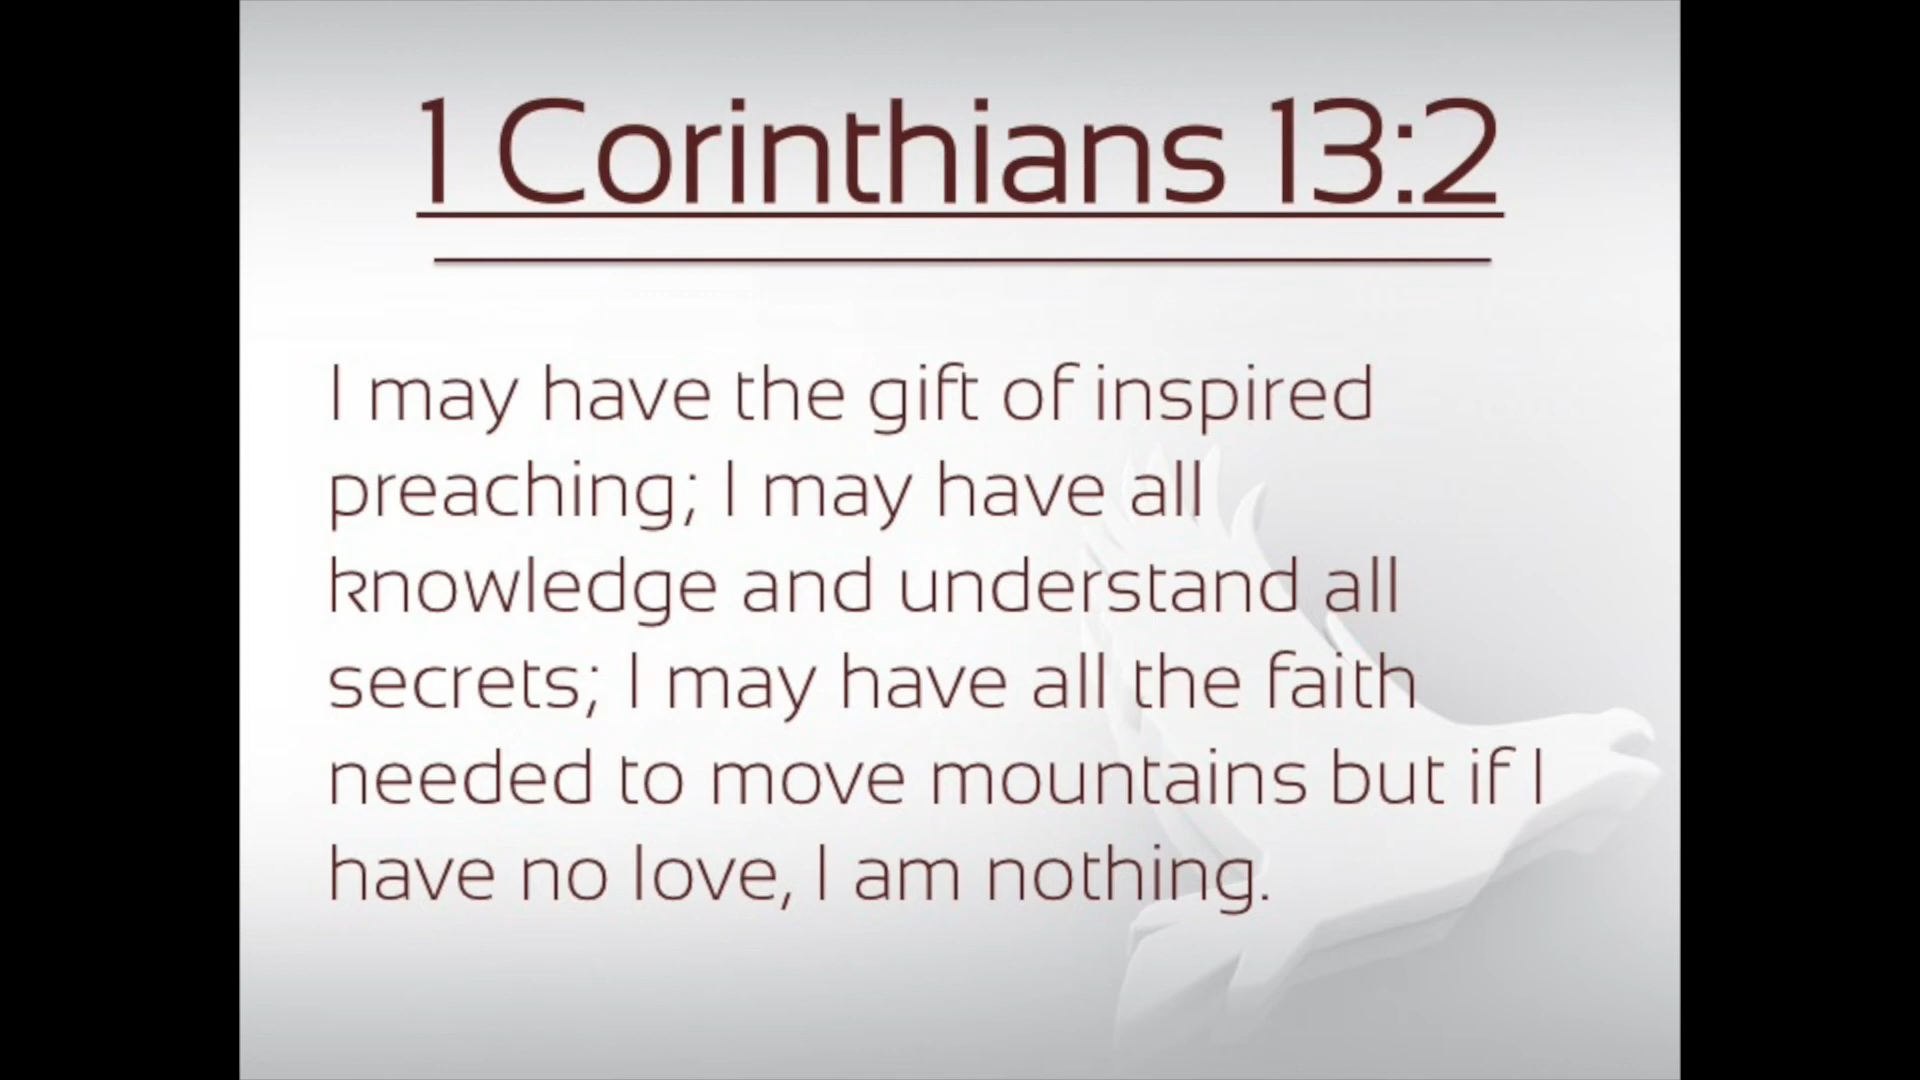 1 Corinthians 13:2
I may have the gift of inspired
preaching; I may have all
knowledge and understand all
secrets; I may have all the faith
needed to move mountains but if I
have no love, I am nothing.